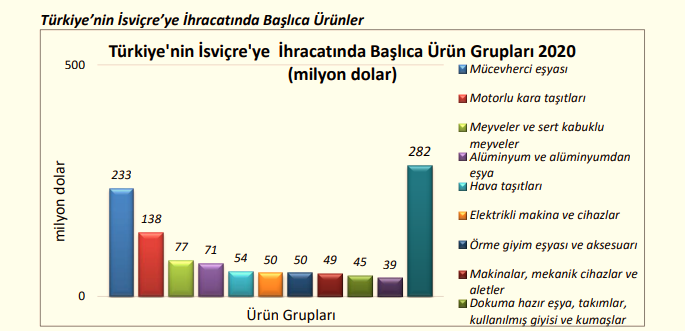 Türkiye’nin İsviçre’ye İhracatında Başlıca Ürünler
Türkiye'nin İsviçre'ye İhracatında Başlıca Ürün Grupları 2020
(milyon dolar)
500
0
milyon dolar
233
138
77
71
54
50
50
49
45
39
282
Ürün Grupları
Mücevherci eşyası
Motorlu kara taşıtları
Meyveler ve sert kabuklu
meyveler
Alüminyum ve alüminyumdan
eşya
Hava taşıtları
Elektrikli makina ve cihazlar
Örme giyim eşyası ve aksesuarı
Makinalar, mekanik cihazlar ve
aletler
Dokuma hazır eşya, takımlar,
kullanılmış giyisi ve kumaşlar